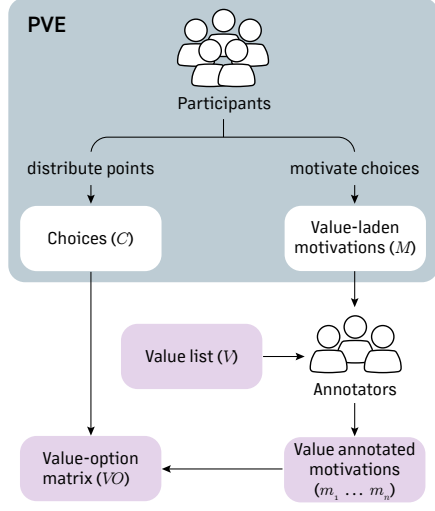 PVE
Participants
distribute points
motivate choices
Choices (C)
Value-laden
motivations (M)
Value list (V)
Annotators
Value-option
matrix (VO)
Value annotated
motivations
(m₁ ... mₙ)